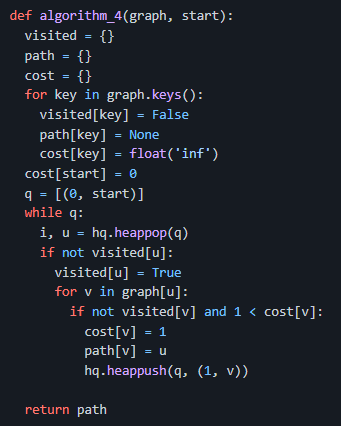 def algorithm_4(graph, start):
  visited = {}
  path = {}
  cost = {}
  for key in graph.keys():
    visited[key] = False
    path[key] = None
    cost[key] = float('inf')
  cost[start] = 0
  q = [(0, start)]
  while q:
    i, u = hq.heappop(q)
    if not visited[u]:
      visited[u] = True
      for v in graph[u]:
        if not visited[v] and 1 < cost[v]:
          cost[v] = 1
          path[v] = u
          hq.heappush(q, (1, v))

  return path